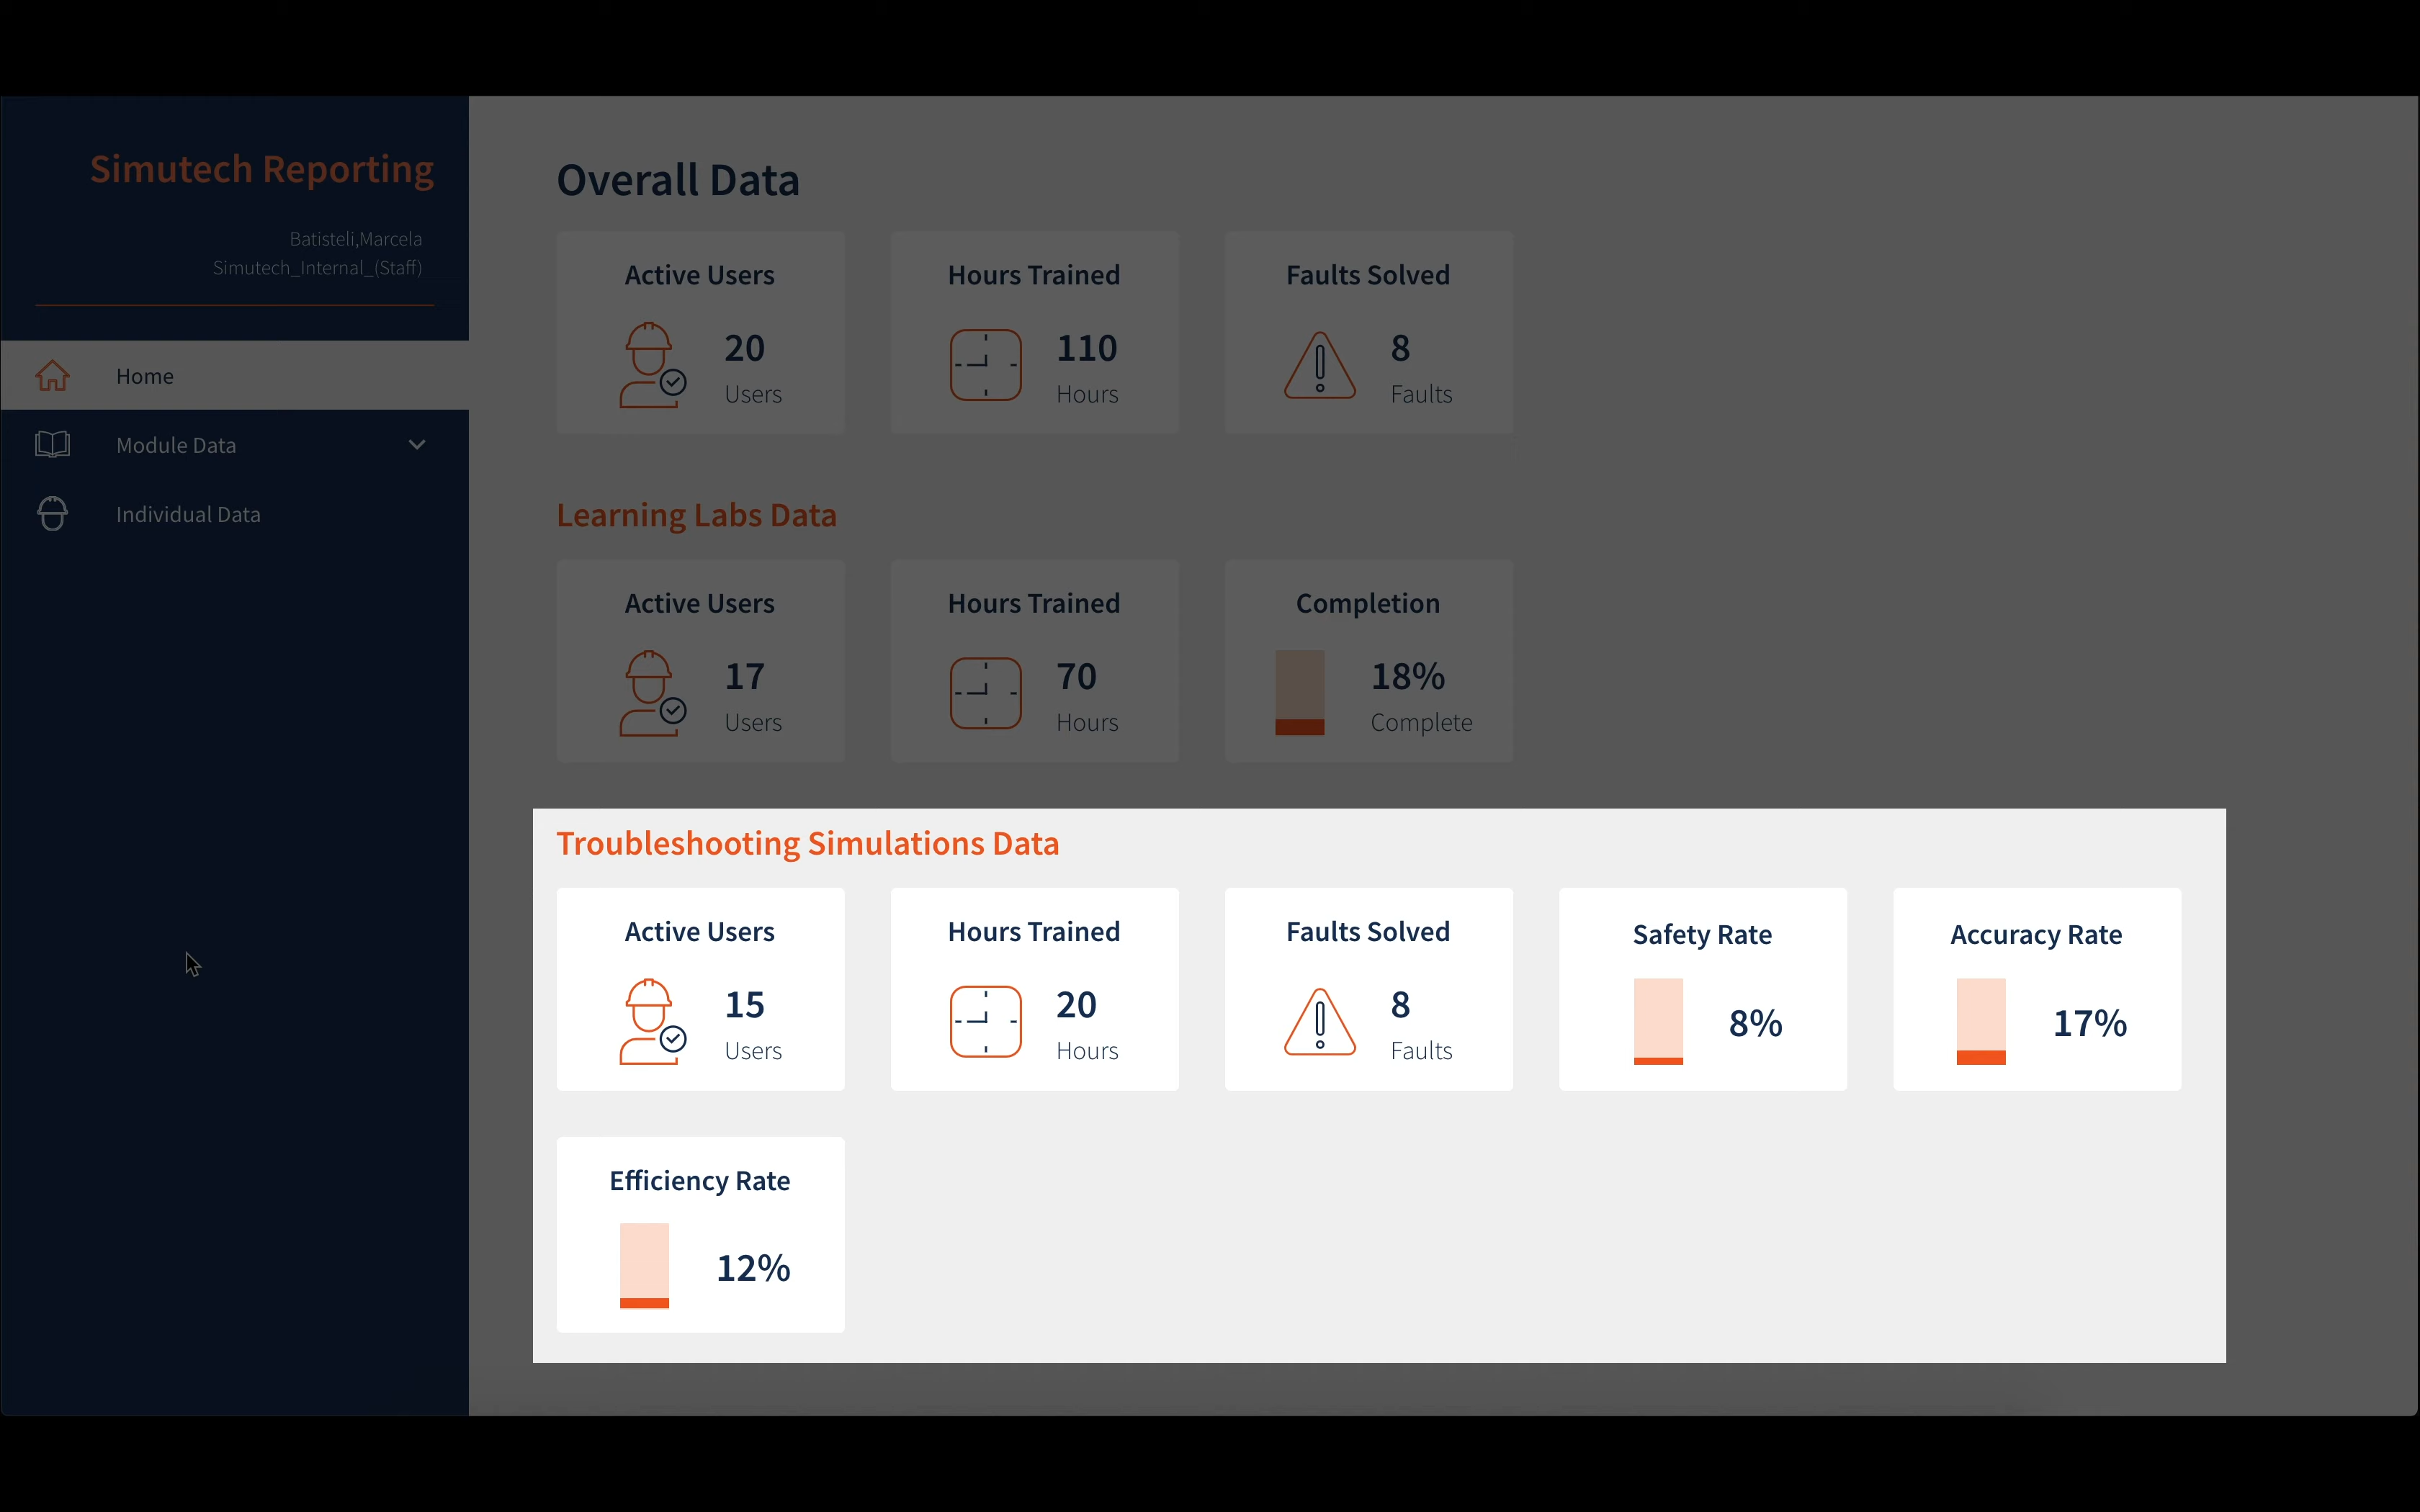 Simutech Reporting
Batisteli,Marcela
Simutech_Internal_(Staff)
Home
Module Data
Individual Data
Overall Data
Active Users
20
Users
Hours Trained
110
Hours
Faults Solved
8
Faults
Learning Labs Data
Active Users
17
Users
Hours Trained
70
Hours
Completion
18%
Complete
Troubleshooting Simulations Data
Active Users
15
Users
Hours Trained
20
Hours
Faults Solved
8
Faults
Safety Rate
8%
Accuracy Rate
17%
Efficiency Rate
12%